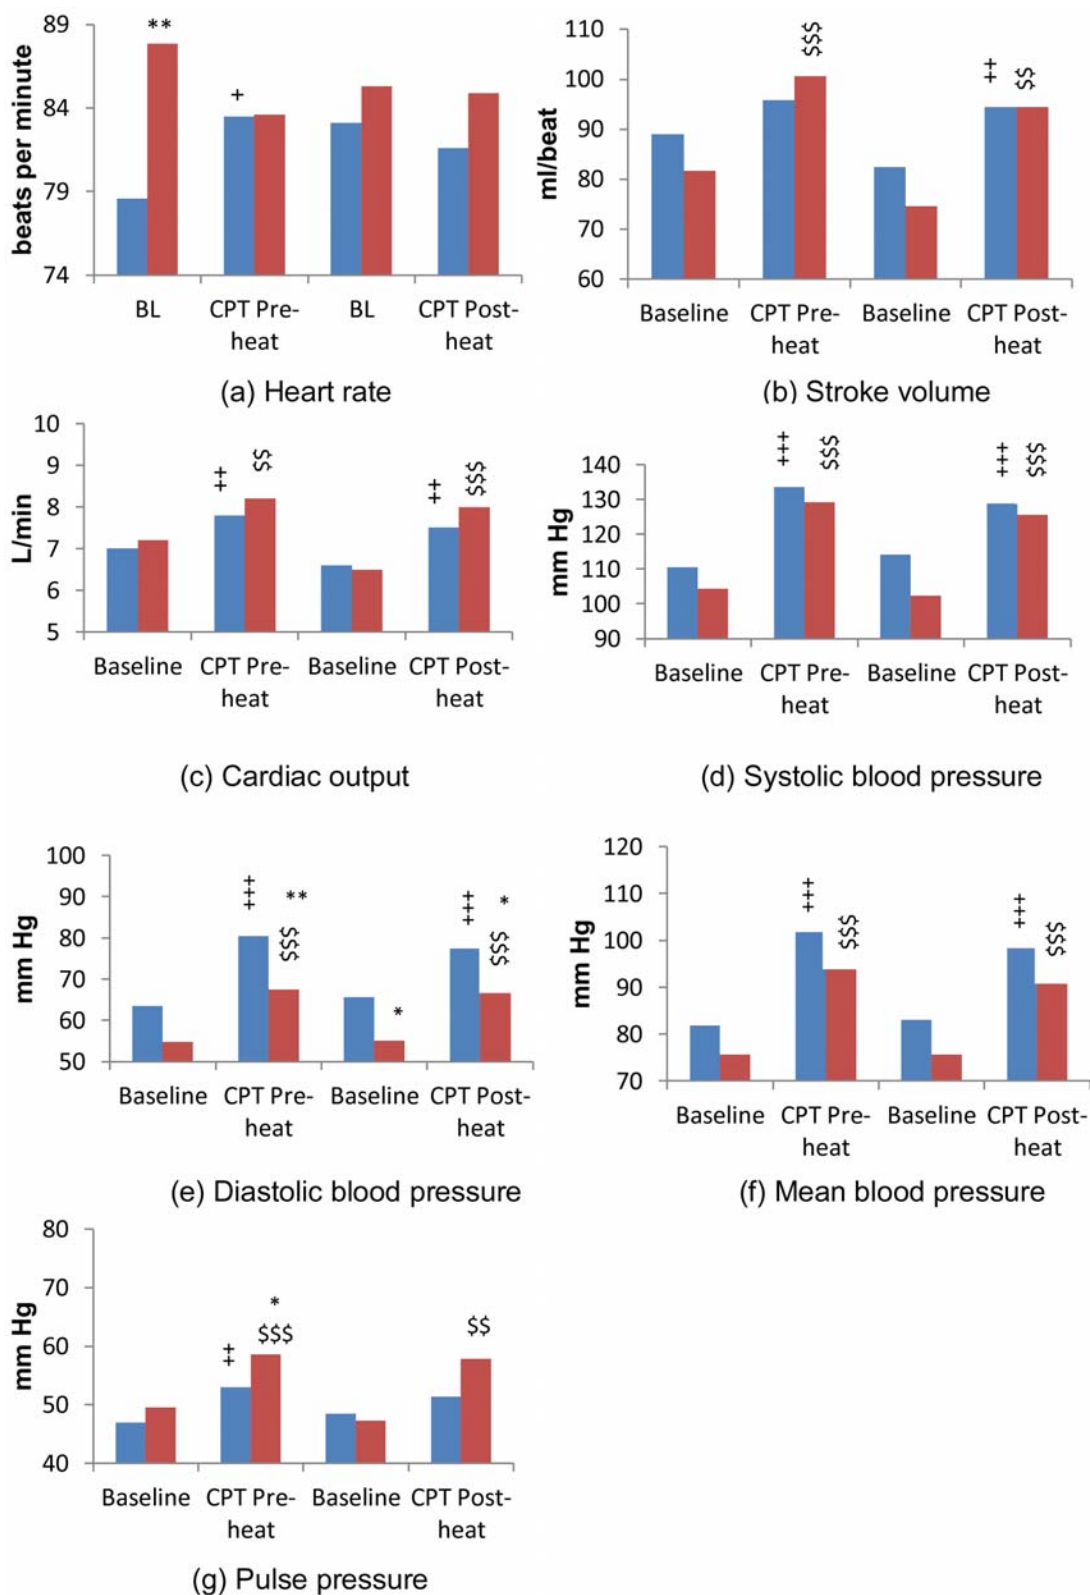 89
84
79
74
beats per minute
**
+
BL
CPT Pre-
heat
BL
CPT Post-
heat
(a) Heart rate
110
100
90
80
70
60
ml/beat
$$$
++
$$
Baseline
CPT Pre-
heat
Baseline
CPT Post-
heat
(b) Stroke volume
10
9
8
7
6
5
L/min
++
$$
++
$$$
Baseline
CPT Pre-
heat
Baseline
CPT Post-
heat
(c) Cardiac output
140
130
120
110
100
90
mm Hg
+++
$$$
+++
$$$
Baseline
CPT Pre-
heat
Baseline
CPT Post-
heat
(d) Systolic blood pressure
100
90
80
70
60
50
mm Hg
+++
**
$$$
*
+++
*
$$$
Baseline
CPT Pre-
heat
Baseline
CPT Post-
heat
(e) Diastolic blood pressure
120
110
100
90
80
70
mm Hg
+++
$$$
+++
$$$
Baseline
CPT Pre-
heat
Baseline
CPT Post-
heat
(f) Mean blood pressure
80
70
60
50
40
mm Hg
++
*
$$$
$$
Baseline
CPT Pre-
heat
Baseline
CPT Post-
heat
(g) Pulse pressure